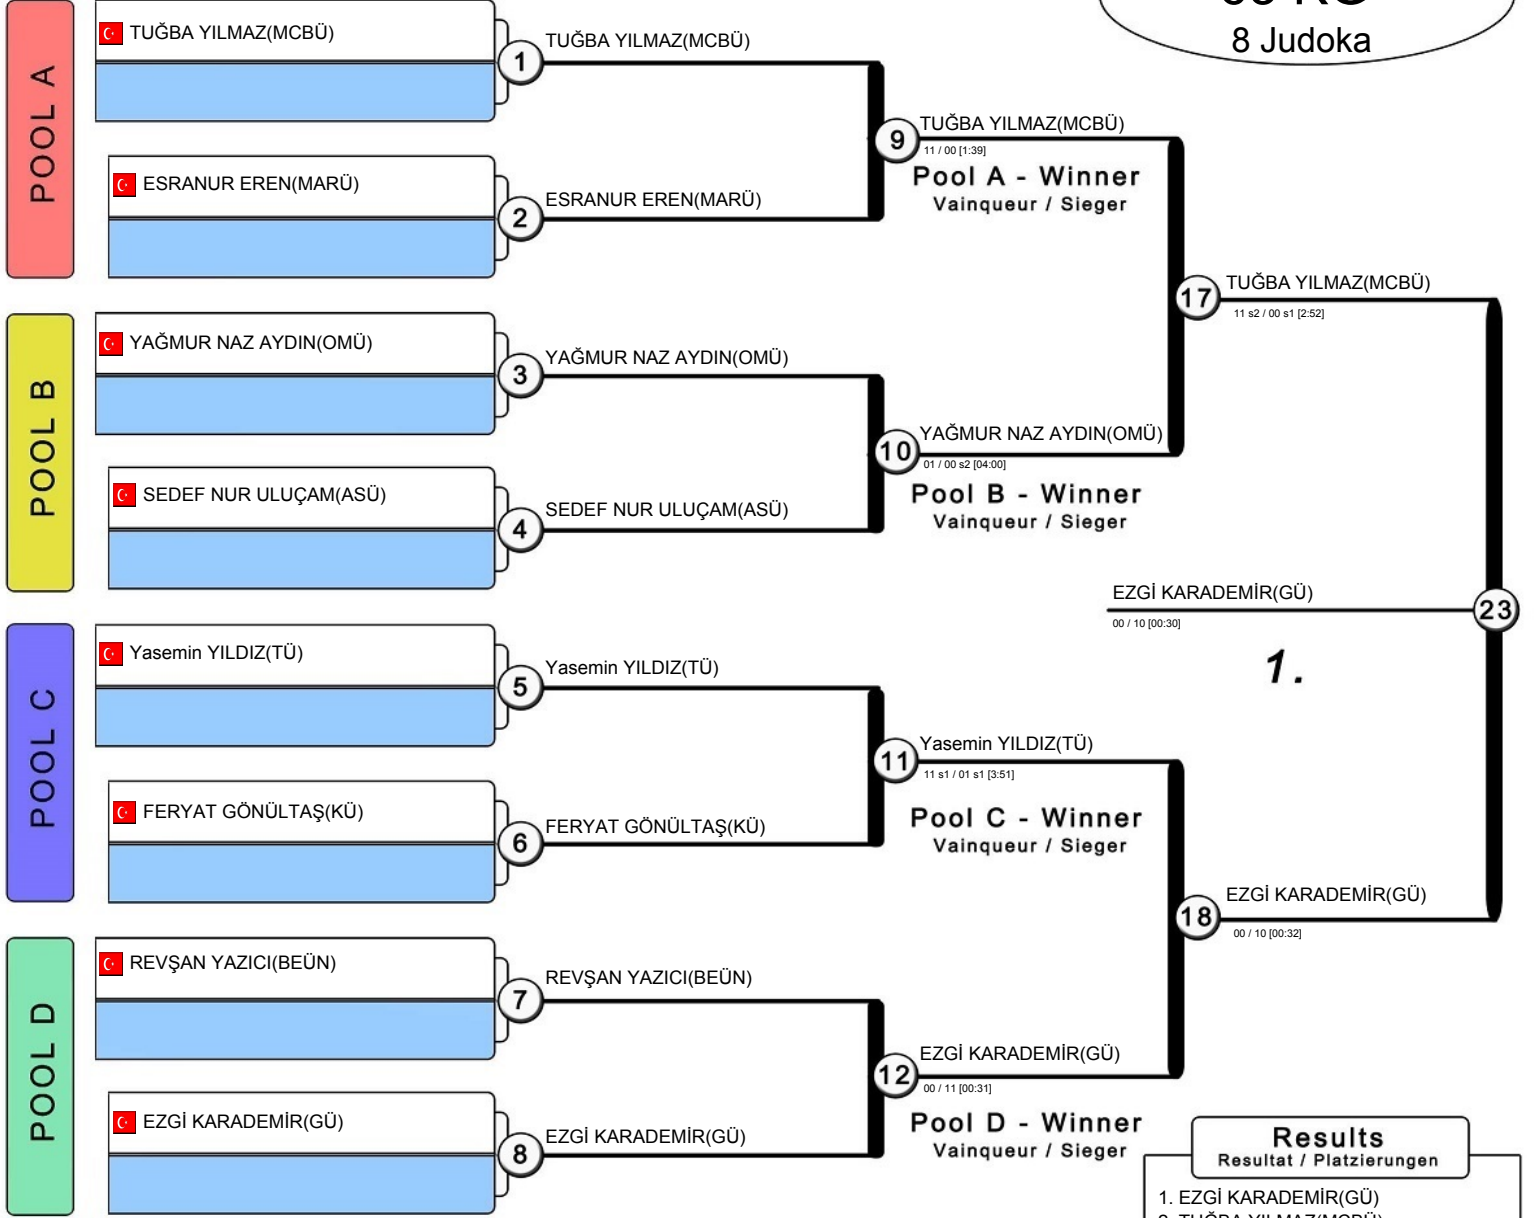 8 Judoka
POOL A
TUĞBA YILMAZ(MCBÜ)
1
TUĞBA YILMAZ(MCBÜ)
ESRANUR EREN(MARÜ)
2
ESRANUR EREN(MARÜ)
9
TUĞBA YILMAZ(MCBÜ)
11 / 00 [1:39]
Pool A - Winner
Vainqueur / Sieger
POOL B
YAĞMUR NAZ AYDIN(OMÜ)
3
YAĞMUR NAZ AYDIN(OMÜ)
SEDEF NUR ULUÇAM(ASÜ)
4
SEDEF NUR ULUÇAM(ASÜ)
10
YAĞMUR NAZ AYDIN(OMÜ)
01 / 00 s2 [04:00]
Pool B - Winner
Vainqueur / Sieger
17
TUĞBA YILMAZ(MCBÜ)
11 s2 / 00 s1 [2:52]
EZGİ KARADEMİR(GÜ)
23
00 / 10 [00:30]
1.
POOL C
Yasemin YILDIZ(TÜ)
5
Yasemin YILDIZ(TÜ)
FERYAT GÖNÜLTAŞ(KÜ)
6
FERYAT GÖNÜLTAŞ(KÜ)
11
Yasemin YILDIZ(TÜ)
11 s1 / 01 s1 [3:51]
Pool C - Winner
Vainqueur / Sieger
18
EZGİ KARADEMİR(GÜ)
00 / 10 [00:32]
POOL D
REVŞAN YAZICI(BEÜN)
7
REVŞAN YAZICI(BEÜN)
EZGİ KARADEMİR(GÜ)
8
EZGİ KARADEMİR(GÜ)
12
EZGİ KARADEMİR(GÜ)
00 / 11 [00:31]
Pool D - Winner
Vainqueur / Sieger
Results
Resultat / Platzierungen
1. EZGİ KARADEMİR(GÜ)
2. TUĞBA YILMAZ(MCBÜ)